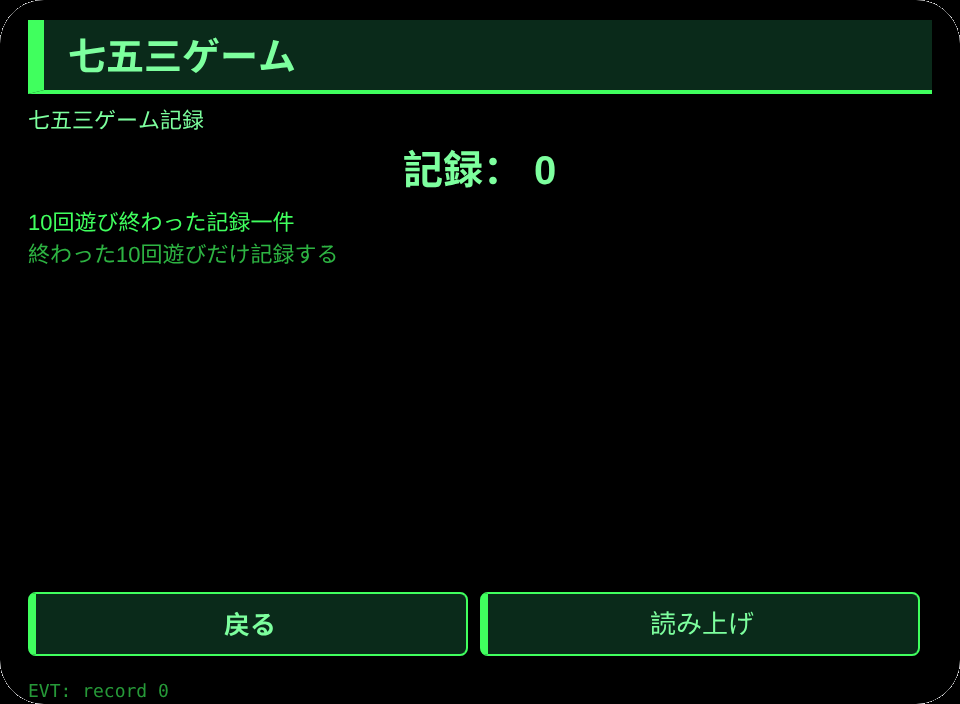 七五三ゲーム
七五三ゲーム記録
記録： 0
10回遊び終わった記録一件
終わった10回遊びだけ記録する
戻る
読み上げ
EVT: record 0